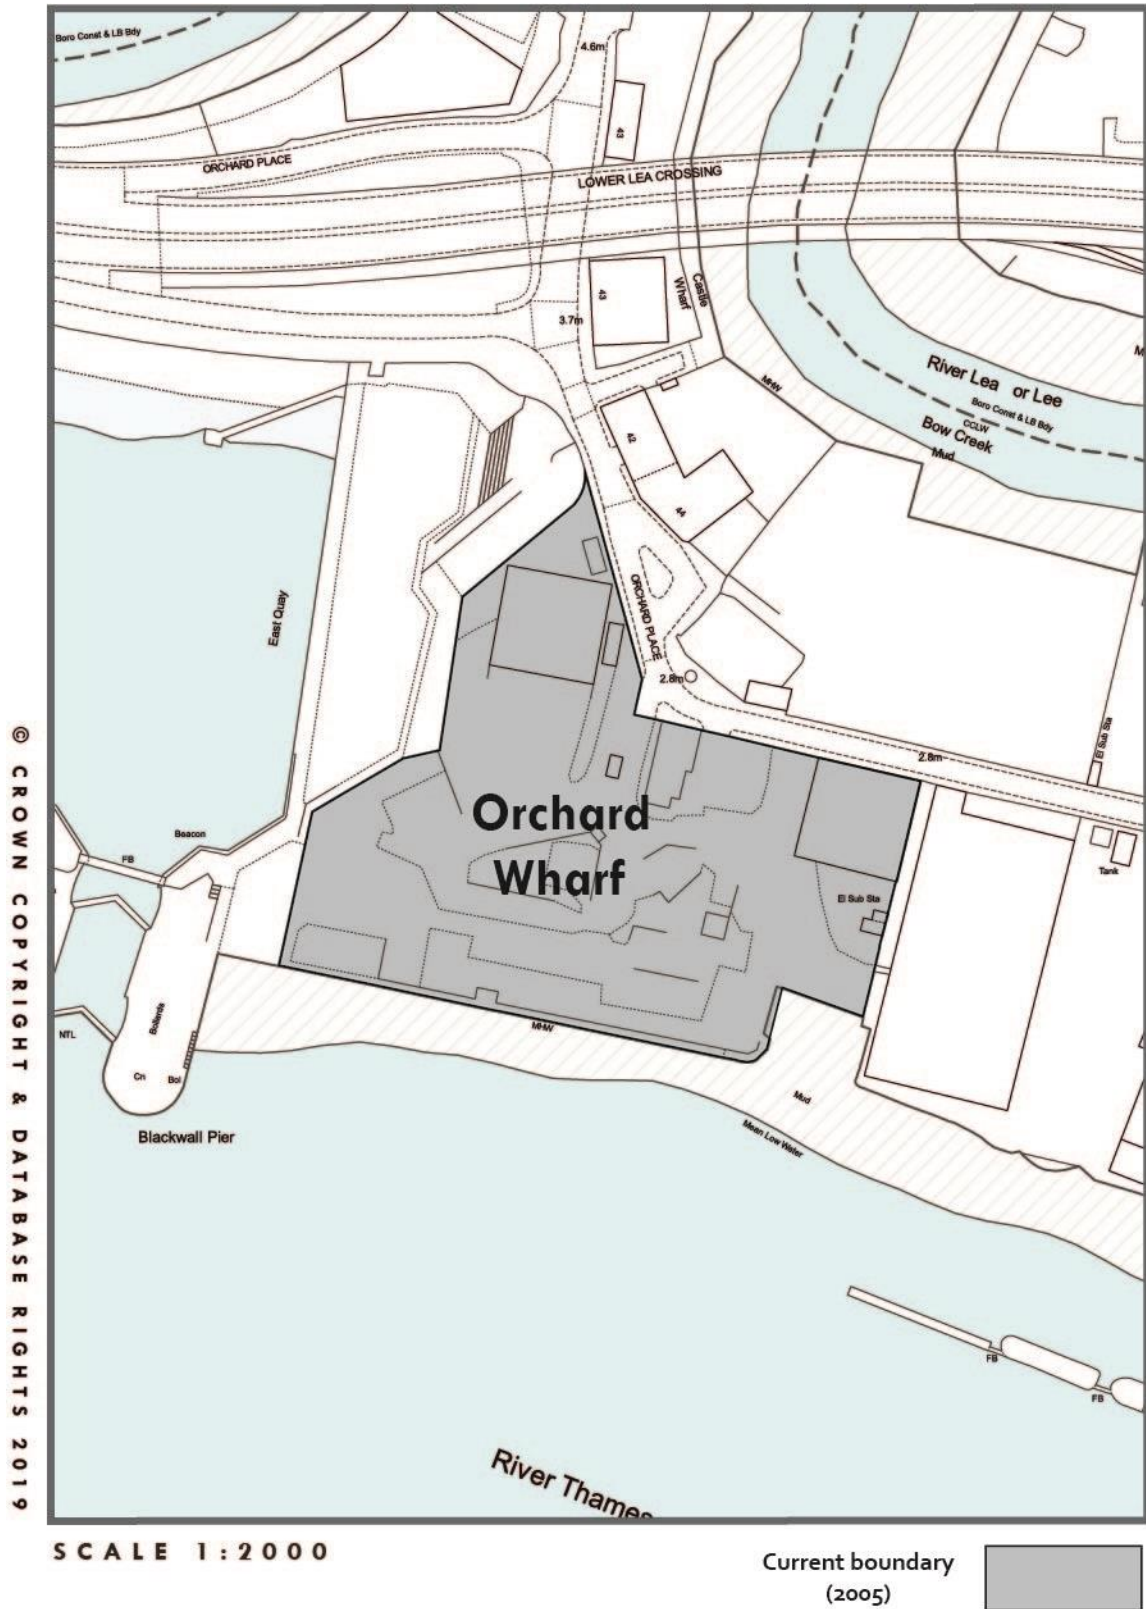 Boro Const & LB Bdy
4.6m
43
ORCHARD PLACE
LOWER LEA CROSSING
Castle
Wharf
43
3.7m
MHW
River Lea or Lee
Boro Const & LB Bdy
CCLW
Bow Creek
Mud
42
44
East Quay
ORCHARD PLACE
2.8m
El Sub Sta
2.8m
Orchard
Wharf
Beacon
FB
Tank
El Sub Sta
Bollards
NTL
MHW
Cn
Bol
Mud
Mean Low Water
Blackwall Pier
FB
FB
River Thames
© CROWN COPYRIGHT & DATABASE RIGHTS 2019
SCALE 1:2000
Current boundary
(2005)